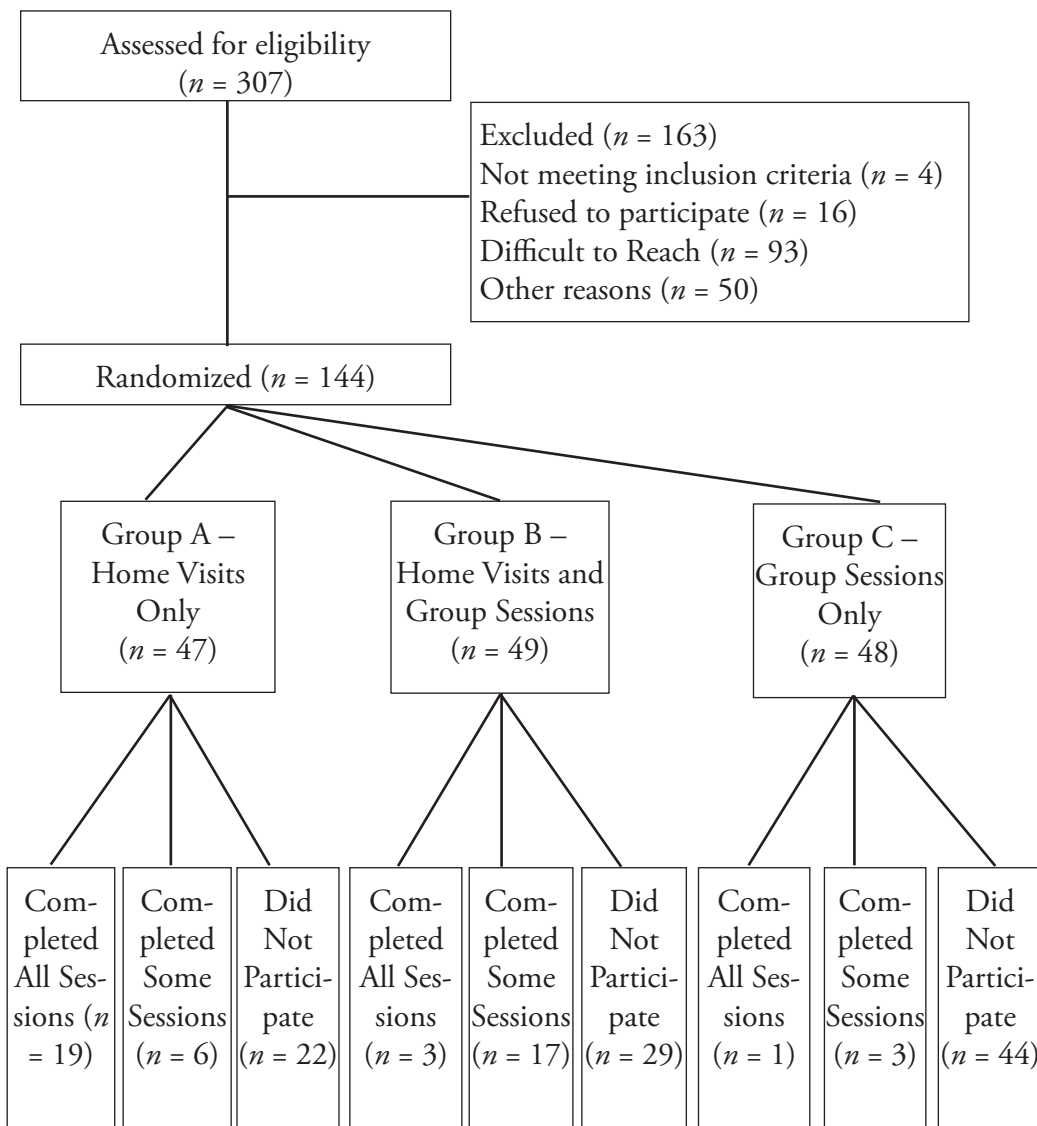 Assessed for eligibility
(n = 307)
Excluded (n = 163)
Not meeting inclusion criteria (n = 4)
Refused to participate (n = 16)
Difficult to Reach (n = 93)
Other reasons (n = 50)
Randomized (n = 144)
Group A –
Home Visits
Only
(n = 47)
Group B –
Home Visits and
Group Sessions
(n = 49)
Group C –
Group Sessions
Only
(n = 48)
Com-
pleted
All Ses-
sions (n
= 19)
Com-
pleted
Some
Sessions
(n = 6)
Did
Not
Partici-
pate
(n = 22)
Com-
pleted
All Ses-
sions
(n = 3)
Com-
pleted
Some
Sessions
(n = 17)
Did
Not
Partici-
pate
(n = 29)
Com-
pleted
All Ses-
sions
(n = 1)
Com-
pleted
Some
Sessions
(n = 3)
Did
Not
Partici-
pate
(n = 44)